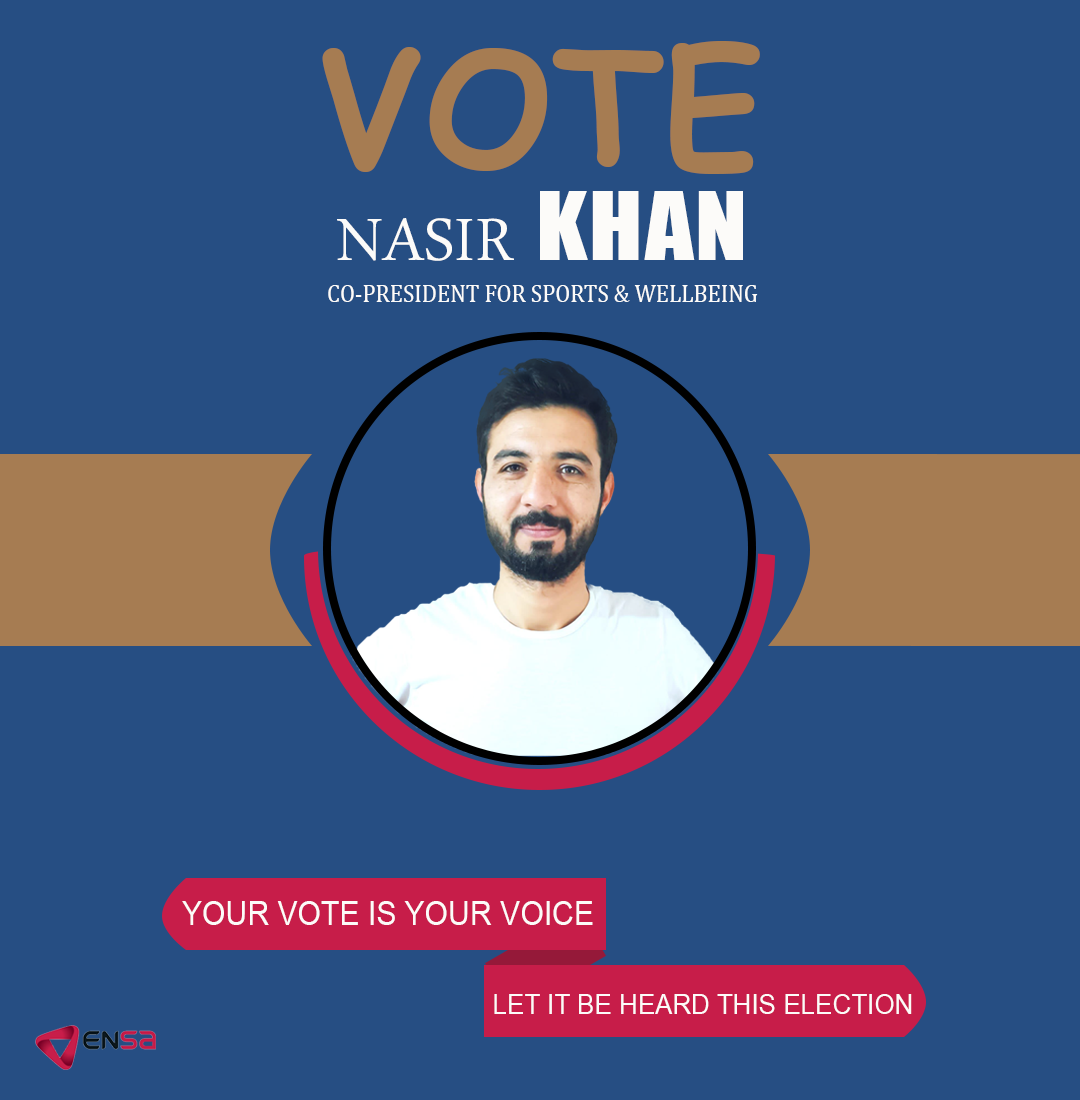 VOTE
NASIR KHAN
CO-PRESIDENT FOR SPORTS & WELLBEING
YOUR VOTE IS YOUR VOICE
LET IT BE HEARD THIS ELECTION
ENSA